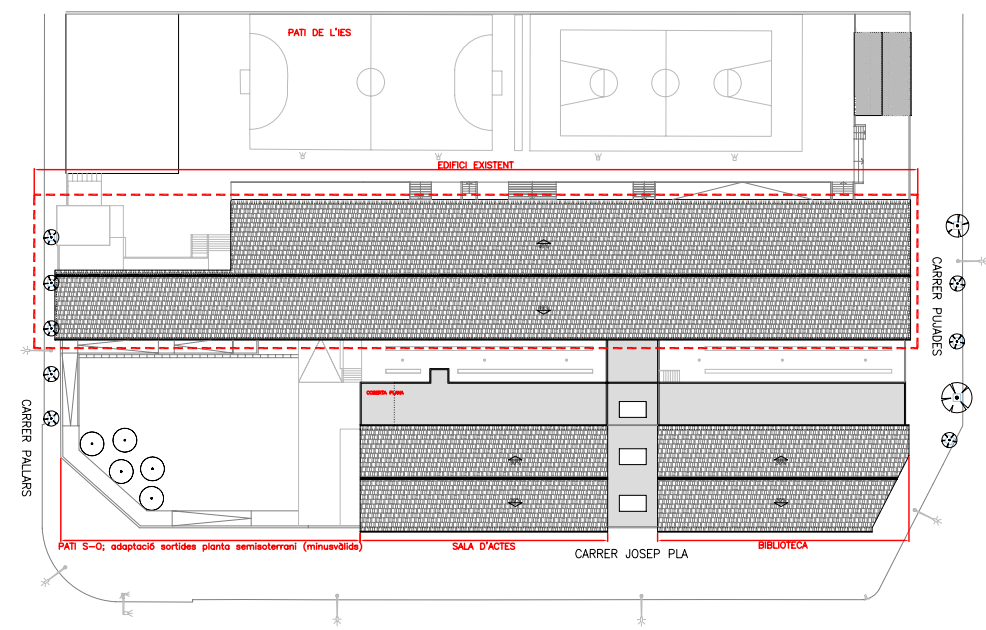 PATI DE L'IES
EDIFICI EXISTENT
CARRER PUJADES
COBERTA PLANA
CARRER PALLARS
PATI S-O; adaptació sortides planta semisoterrani (minusvàlids)
SALA D'ACTES
CARRER JOSEP PLA
BIBLIOTECA